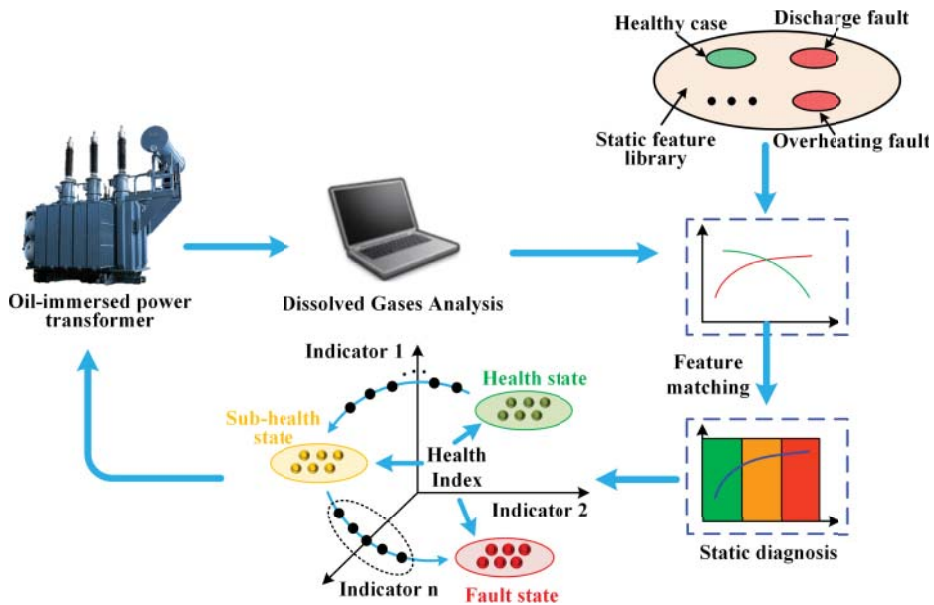 Healthy case
Discharge fault
Static feature
library
Overheating fault
Oil-immersed power
transformer
Dissolved Gases Analysis
Feature
matching
Indicator 1
Health state
Sub-health
state
Health
Index
Indicator 2
Indicator n
Fault state
Static diagnosis